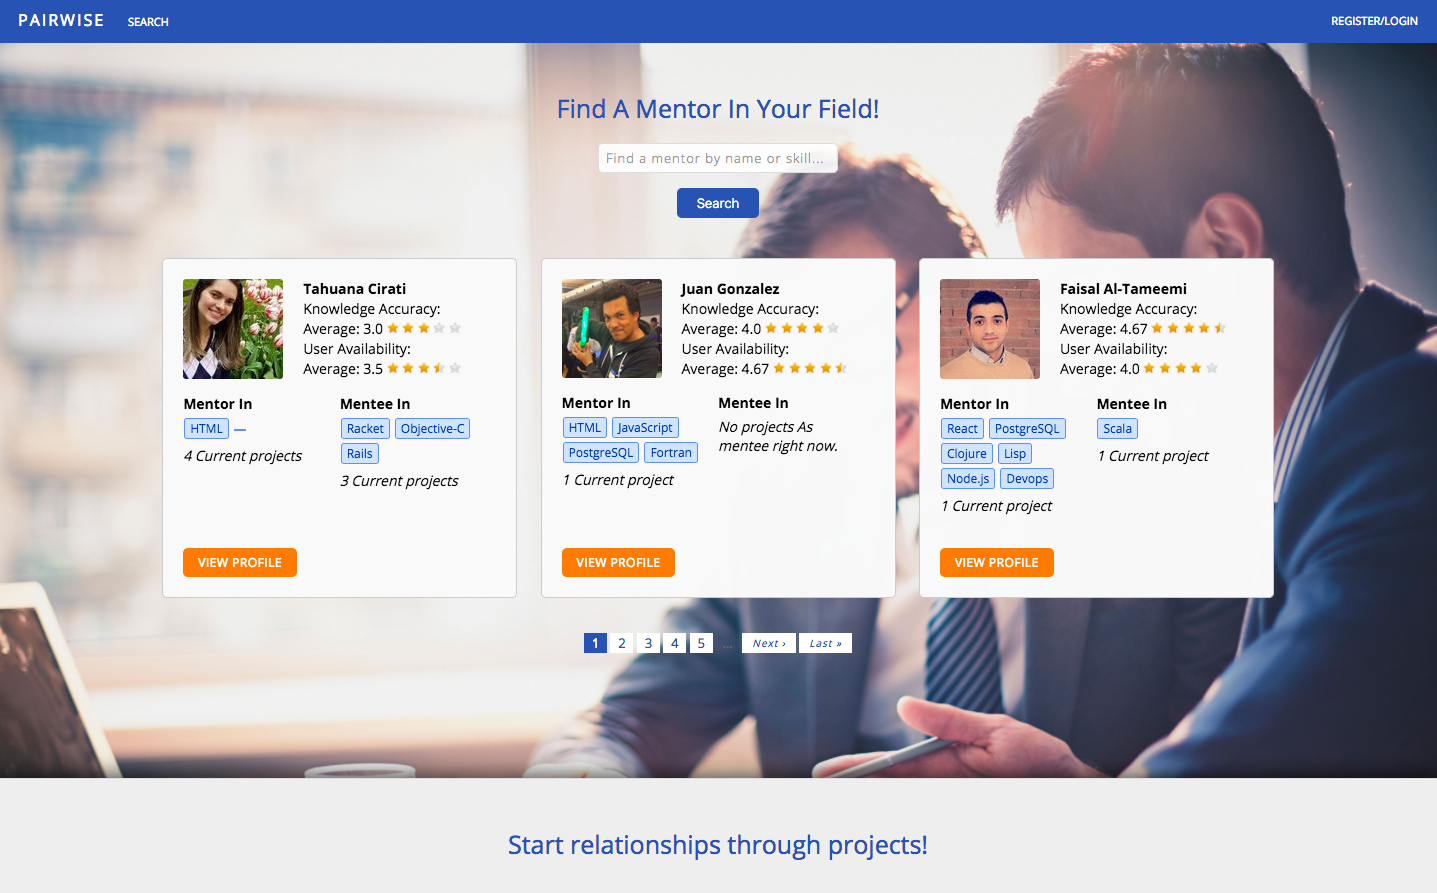 PAIRWISE SEARCH REGISTER/LOGIN
Find A Mentor In Your Field!
Find a mentor by name or skill...
Search
Tahuana Cirati
Knowledge Accuracy:
Average: 3.0
User Availability:
Average: 3.5
Mentor In
HTML —
4 Current projects
Mentee In
Racket Objective-C
Rails
3 Current projects
VIEW PROFILE
Juan Gonzalez
Knowledge Accuracy:
Average: 4.0
User Availability:
Average: 4.67
Mentor In
HTML JavaScript
PostgreSQL Fortran
1 Current project
Mentee In
No projects As
mentee right now.
VIEW PROFILE
Faisal Al-Tameemi
Knowledge Accuracy:
Average: 4.67
User Availability:
Average: 4.0
Mentor In
React PostgreSQL
Clojure Lisp
Node.js Devops
1 Current project
Mentee In
Scala
1 Current project
VIEW PROFILE
1 2 3 4 5 ... Next › Last »
Start relationships through projects!